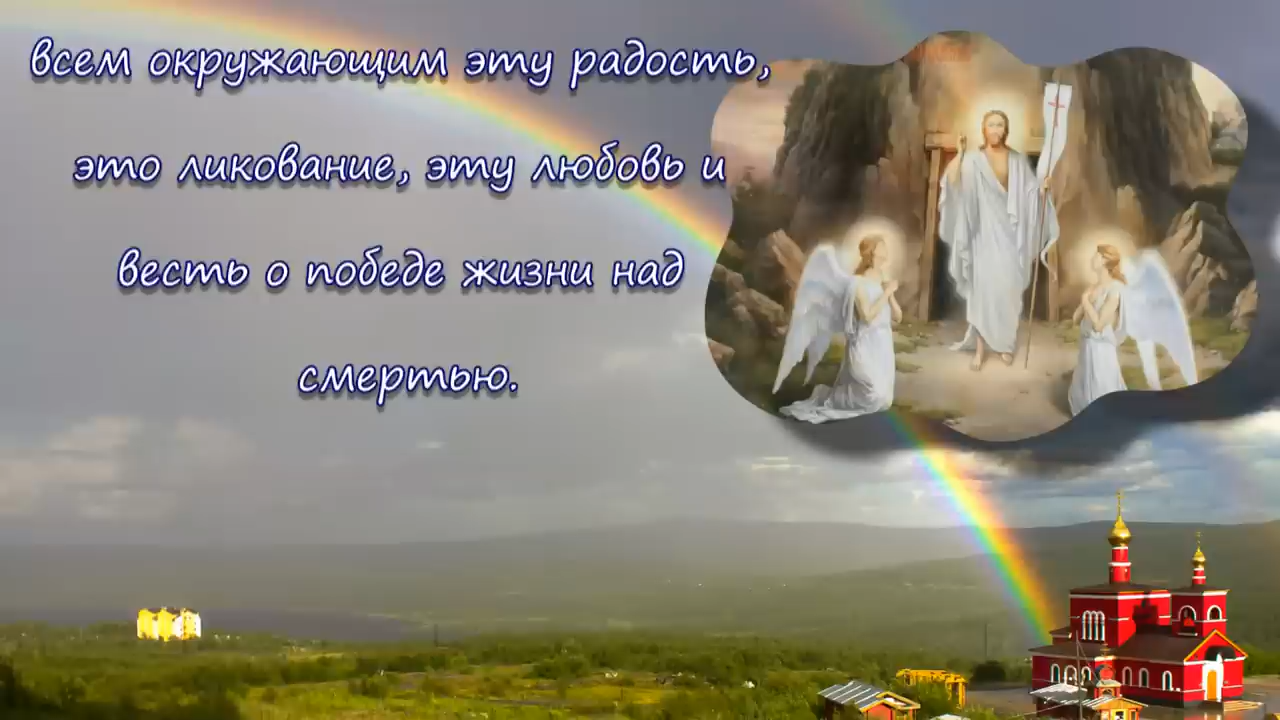 всем окружающим эту радость,
это ликование, эту любовь и
весть о победе жизни над
смертью.